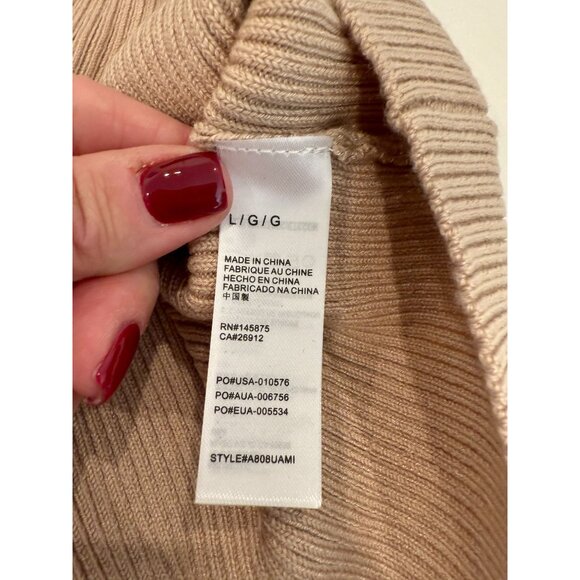 L/G/G
MADE IN CHINA
FABRIQUE AU CHINE
HECHO EN CHINA
FABRICADO NA CHINA
中国製
RN#145875
CA#26912
PO#USA-010576
PO#AUA-006756
PO#EUA-005534
STYLE#A808UAMI